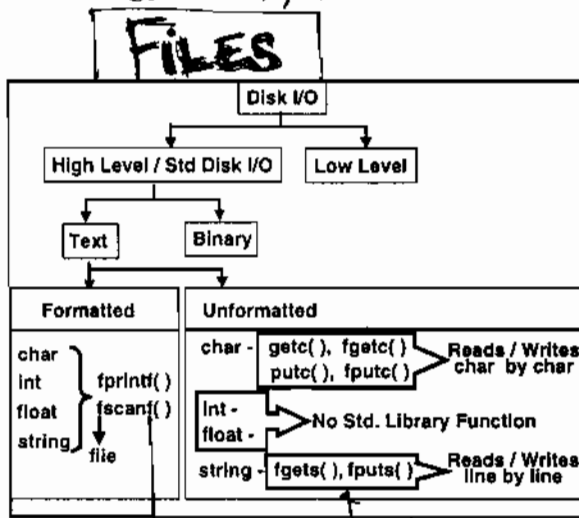 FiLES
Disk I/O
High Level / Std Disk I/O
Low Level
Text
Binary
Formatted
Unformatted
char
int
float
string
fprintf( )
fscanf( )
file
char - getc( ), fgetc( )
putc( ), fputc( )
Reads / Writes
char by char
Int -
float -
No Std. Library Function
string - fgets( ), fputs( )
Reads / Writes
line by line